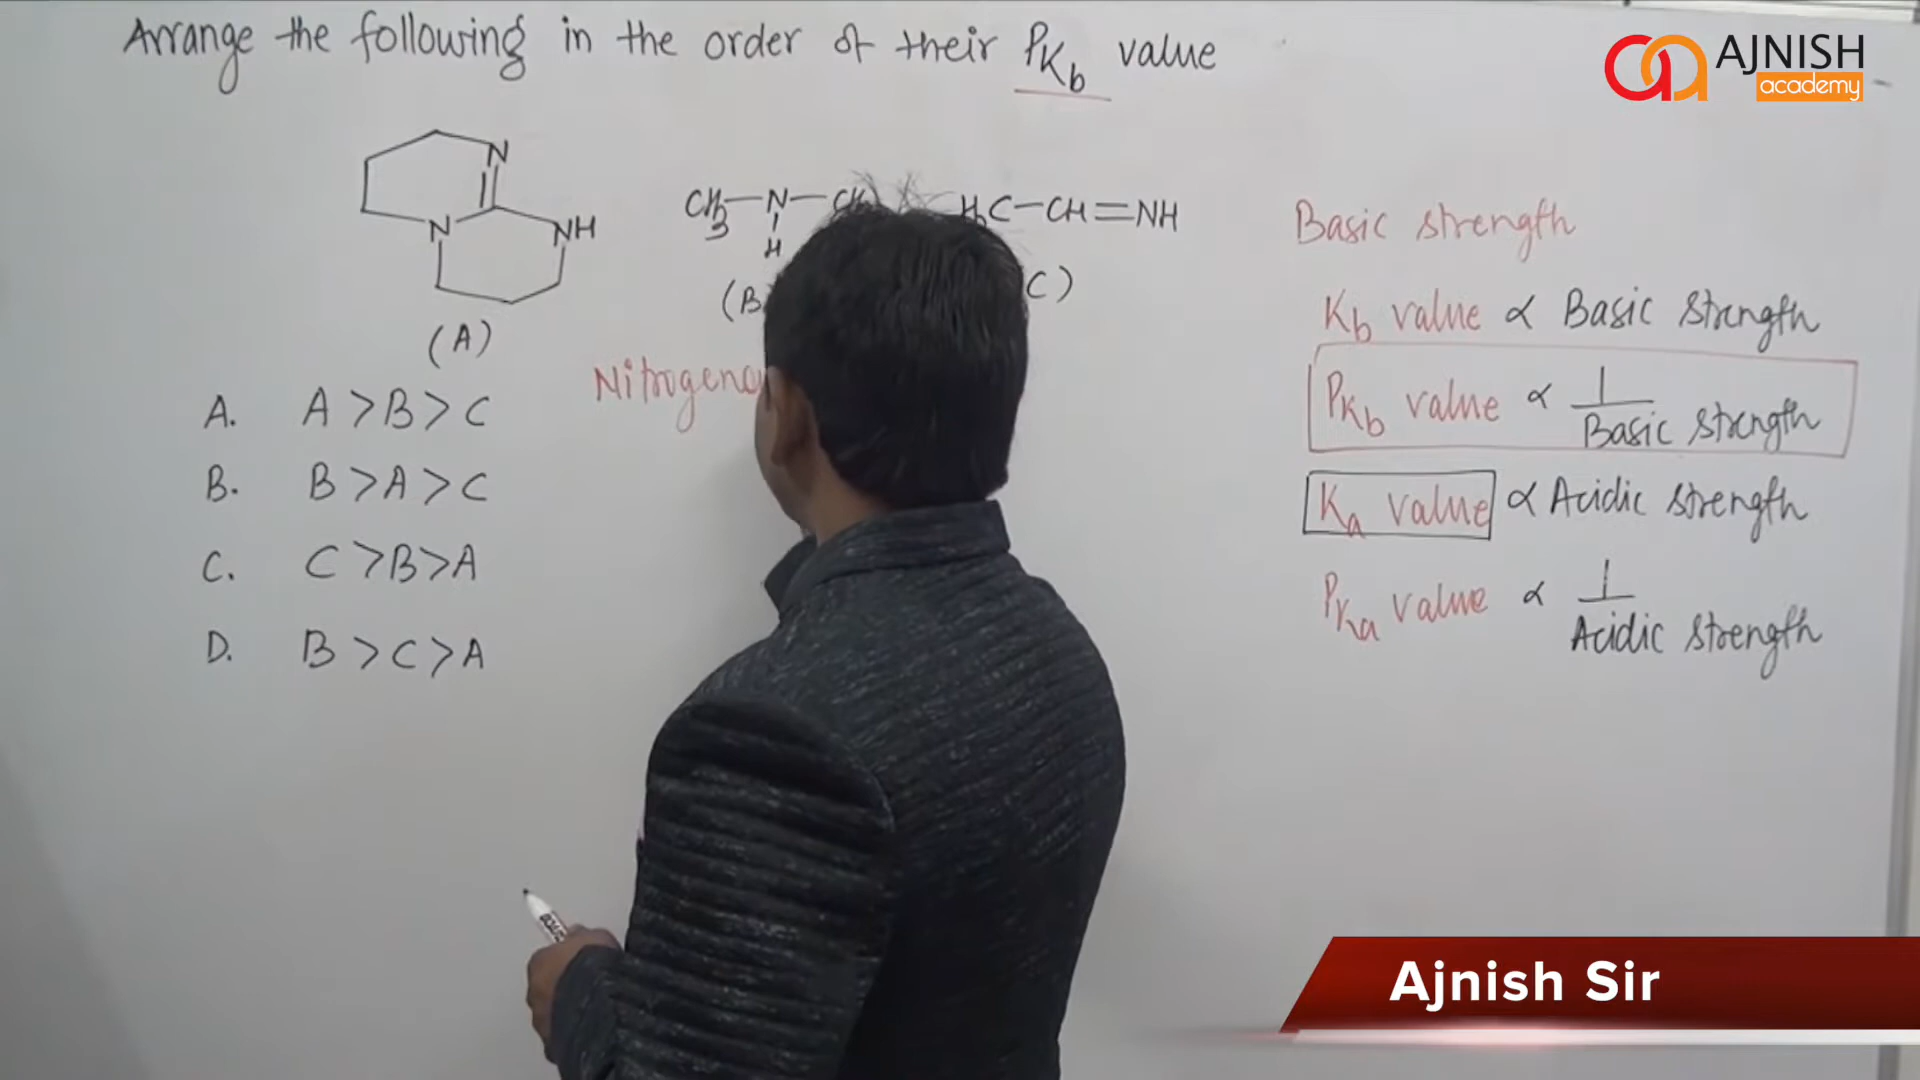 Arrange the following in the order of their PKb value
AJNISH
academy
N
N
NH
(A)
CH3—N—
H
(B
H3C—CH=NH
C)
A. A > B > C
B. B > A > C
C. C > B > A
D. B > C > A
Basic strength
Kb value ∝ Basic strength
PKb value ∝ 1/Basic strength
Ka value ∝ Acidic strength
PKa value ∝ 1/Acidic strength
Ajnish Sir